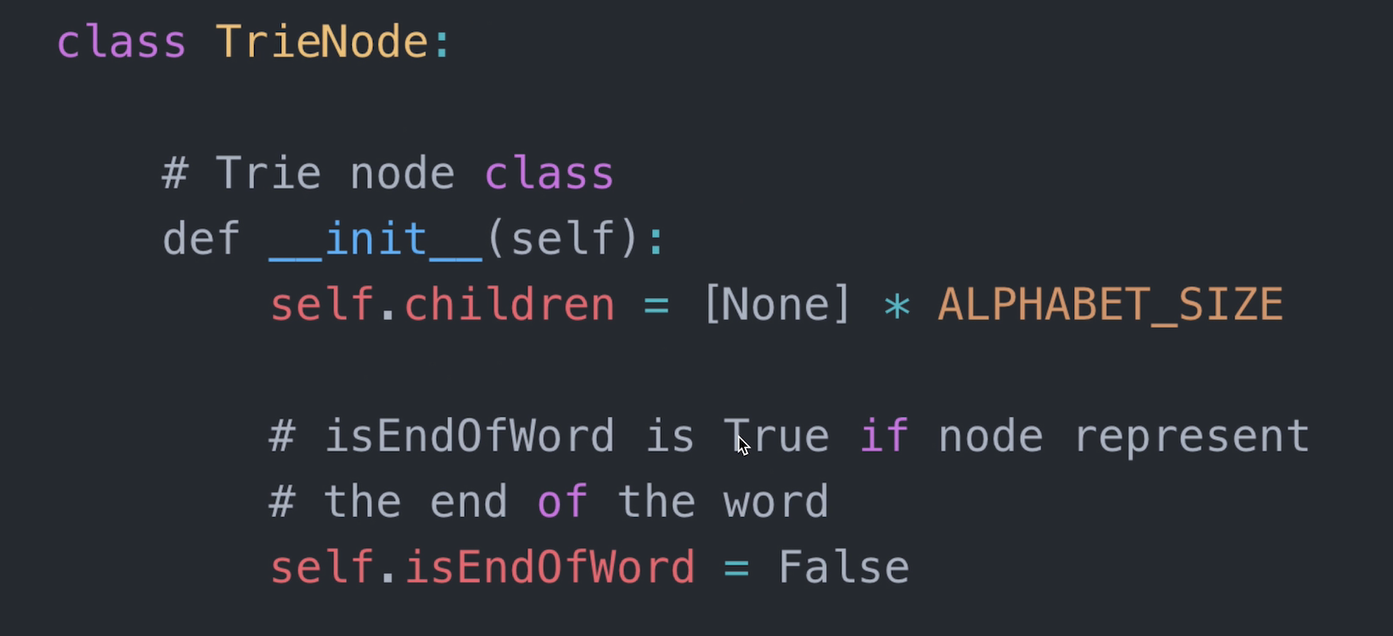 class TrieNode:
# Trie node class
def __init__(self):
self.children = [None] * ALPHABET_SIZE
# isEndOfWord is True if node represent
# the end of the word
self.isEndOfWord = False